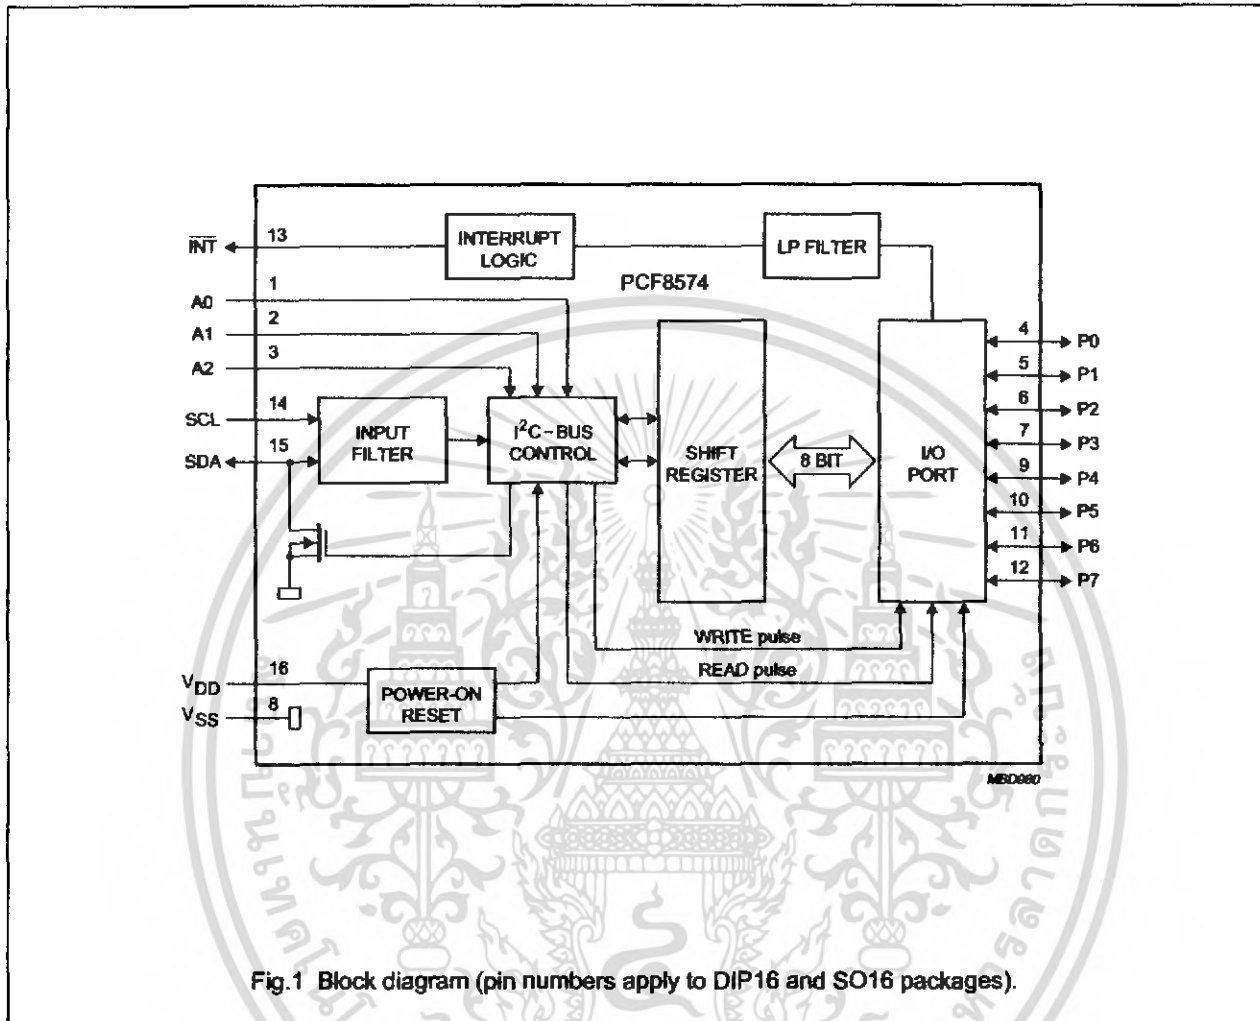 INT 13 INTERRUPT LOGIC LP FILTER
PCF8574
A0 1
A1 2
A2 3
SCL 14
SDA 15
INPUT FILTER
I²C-BUS CONTROL
SHIFT REGISTER
8 BIT
I/O PORT
4 P0
5 P1
6 P2
7 P3
9 P4
10 P5
11 P6
12 P7
WRITE pulse
READ pulse
VDD 16
VSS 8
POWER-ON RESET
MBD980
Fig.1 Block diagram (pin numbers apply to DIP16 and SO16 packages).